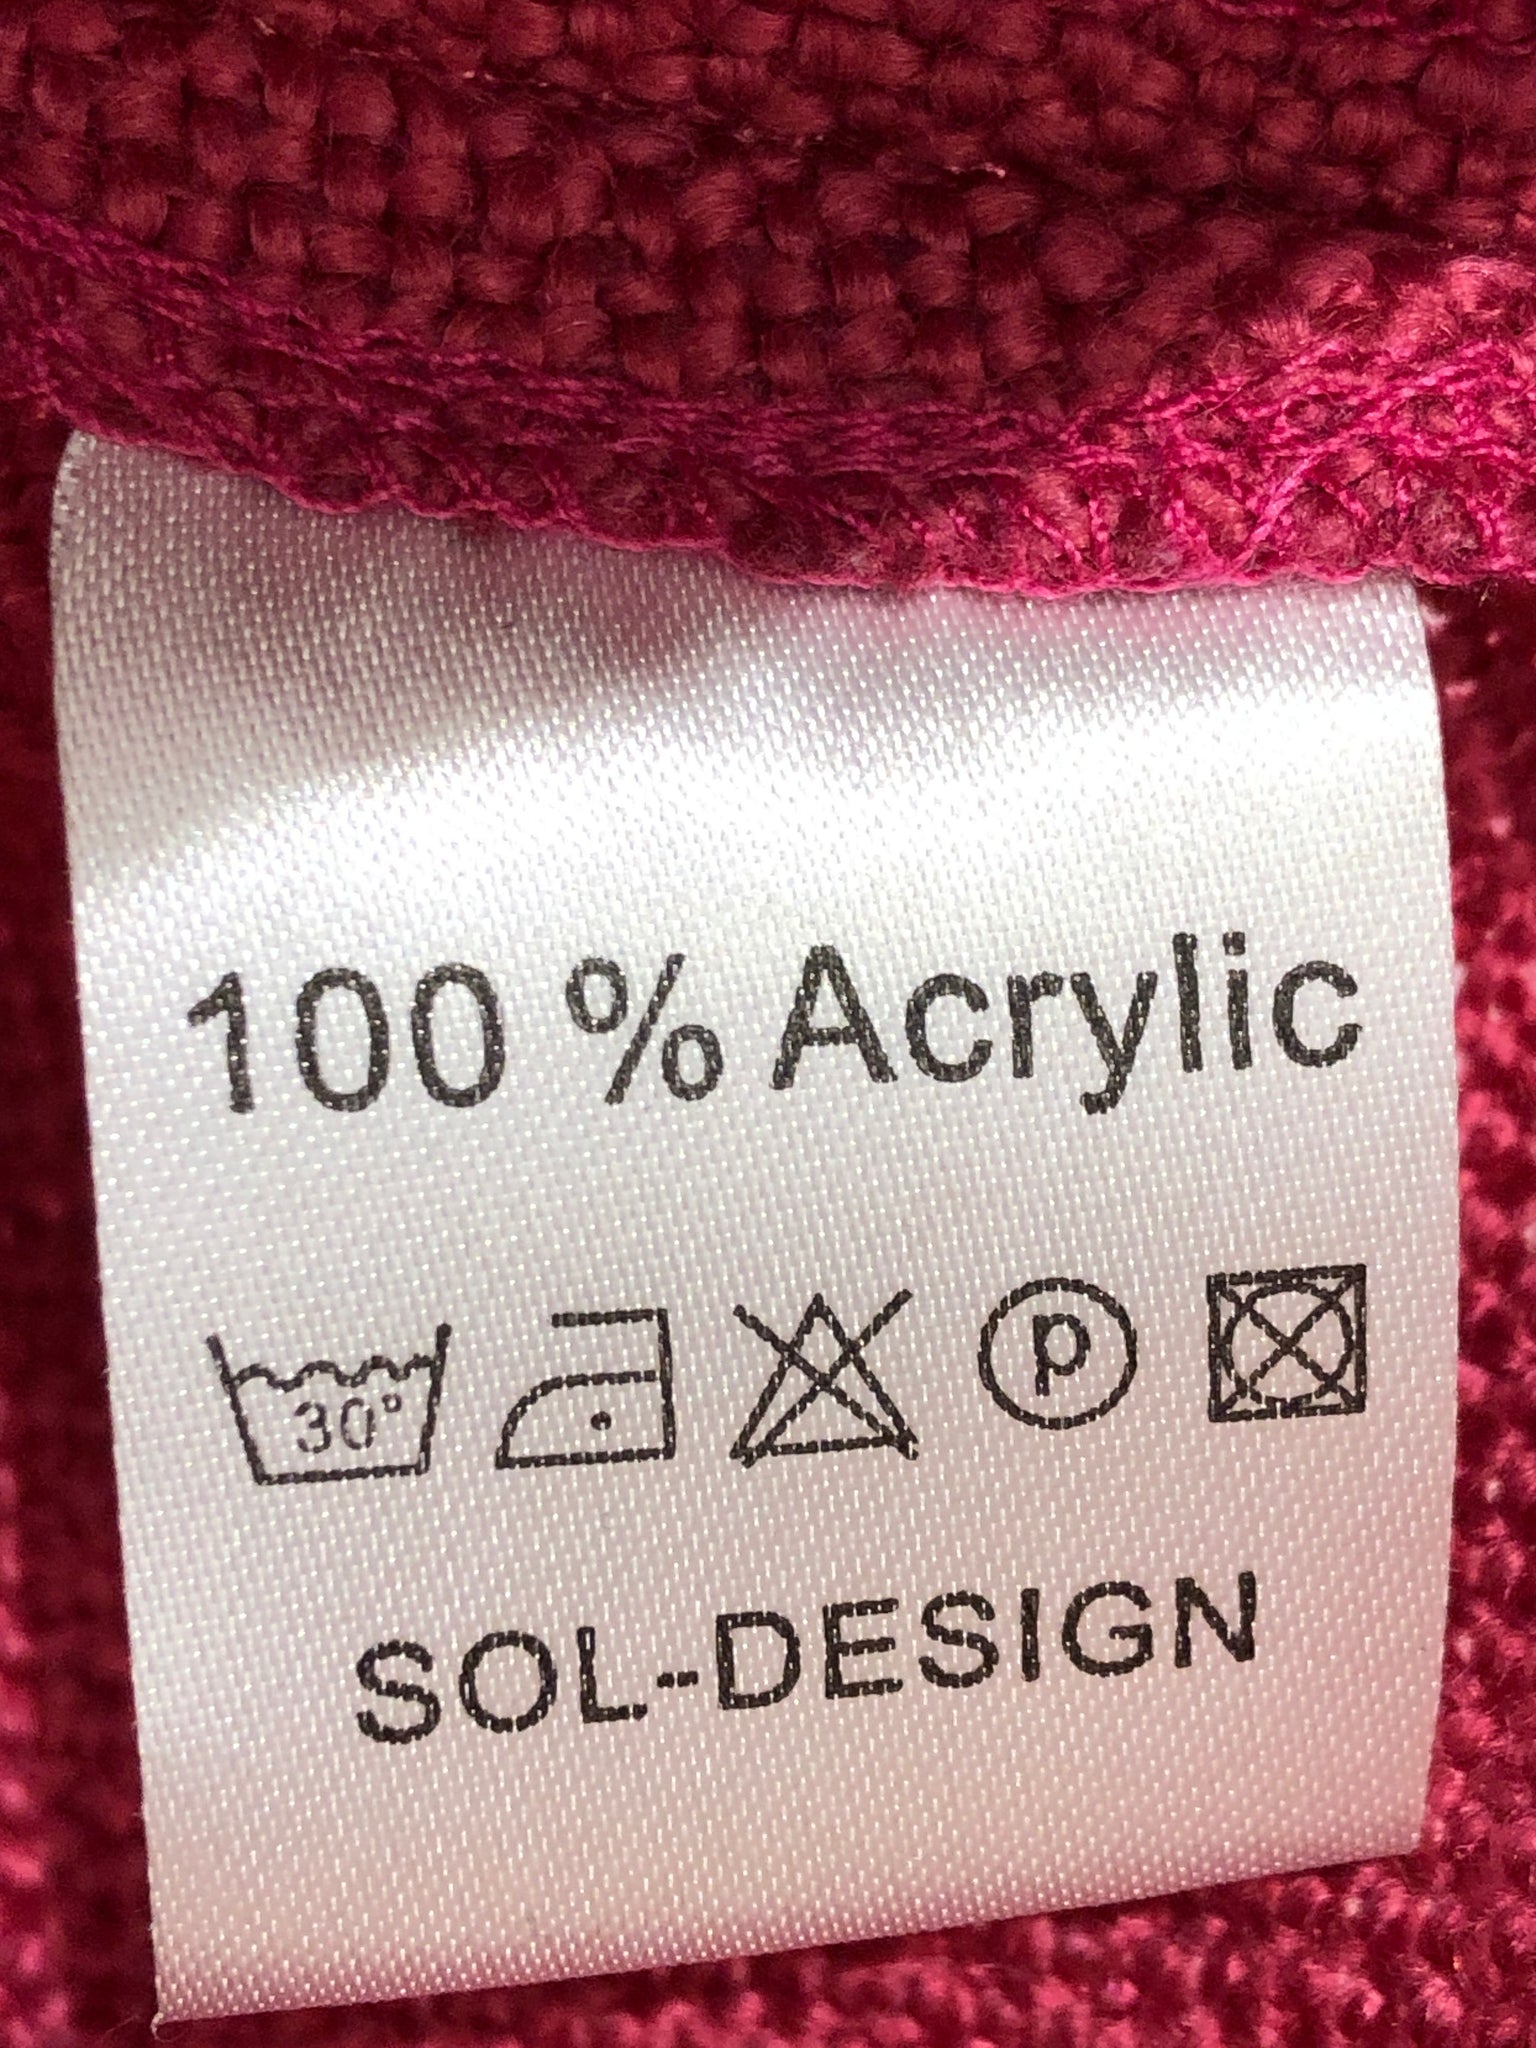 100 % Acrylic
30° p
SOL-DESIGN